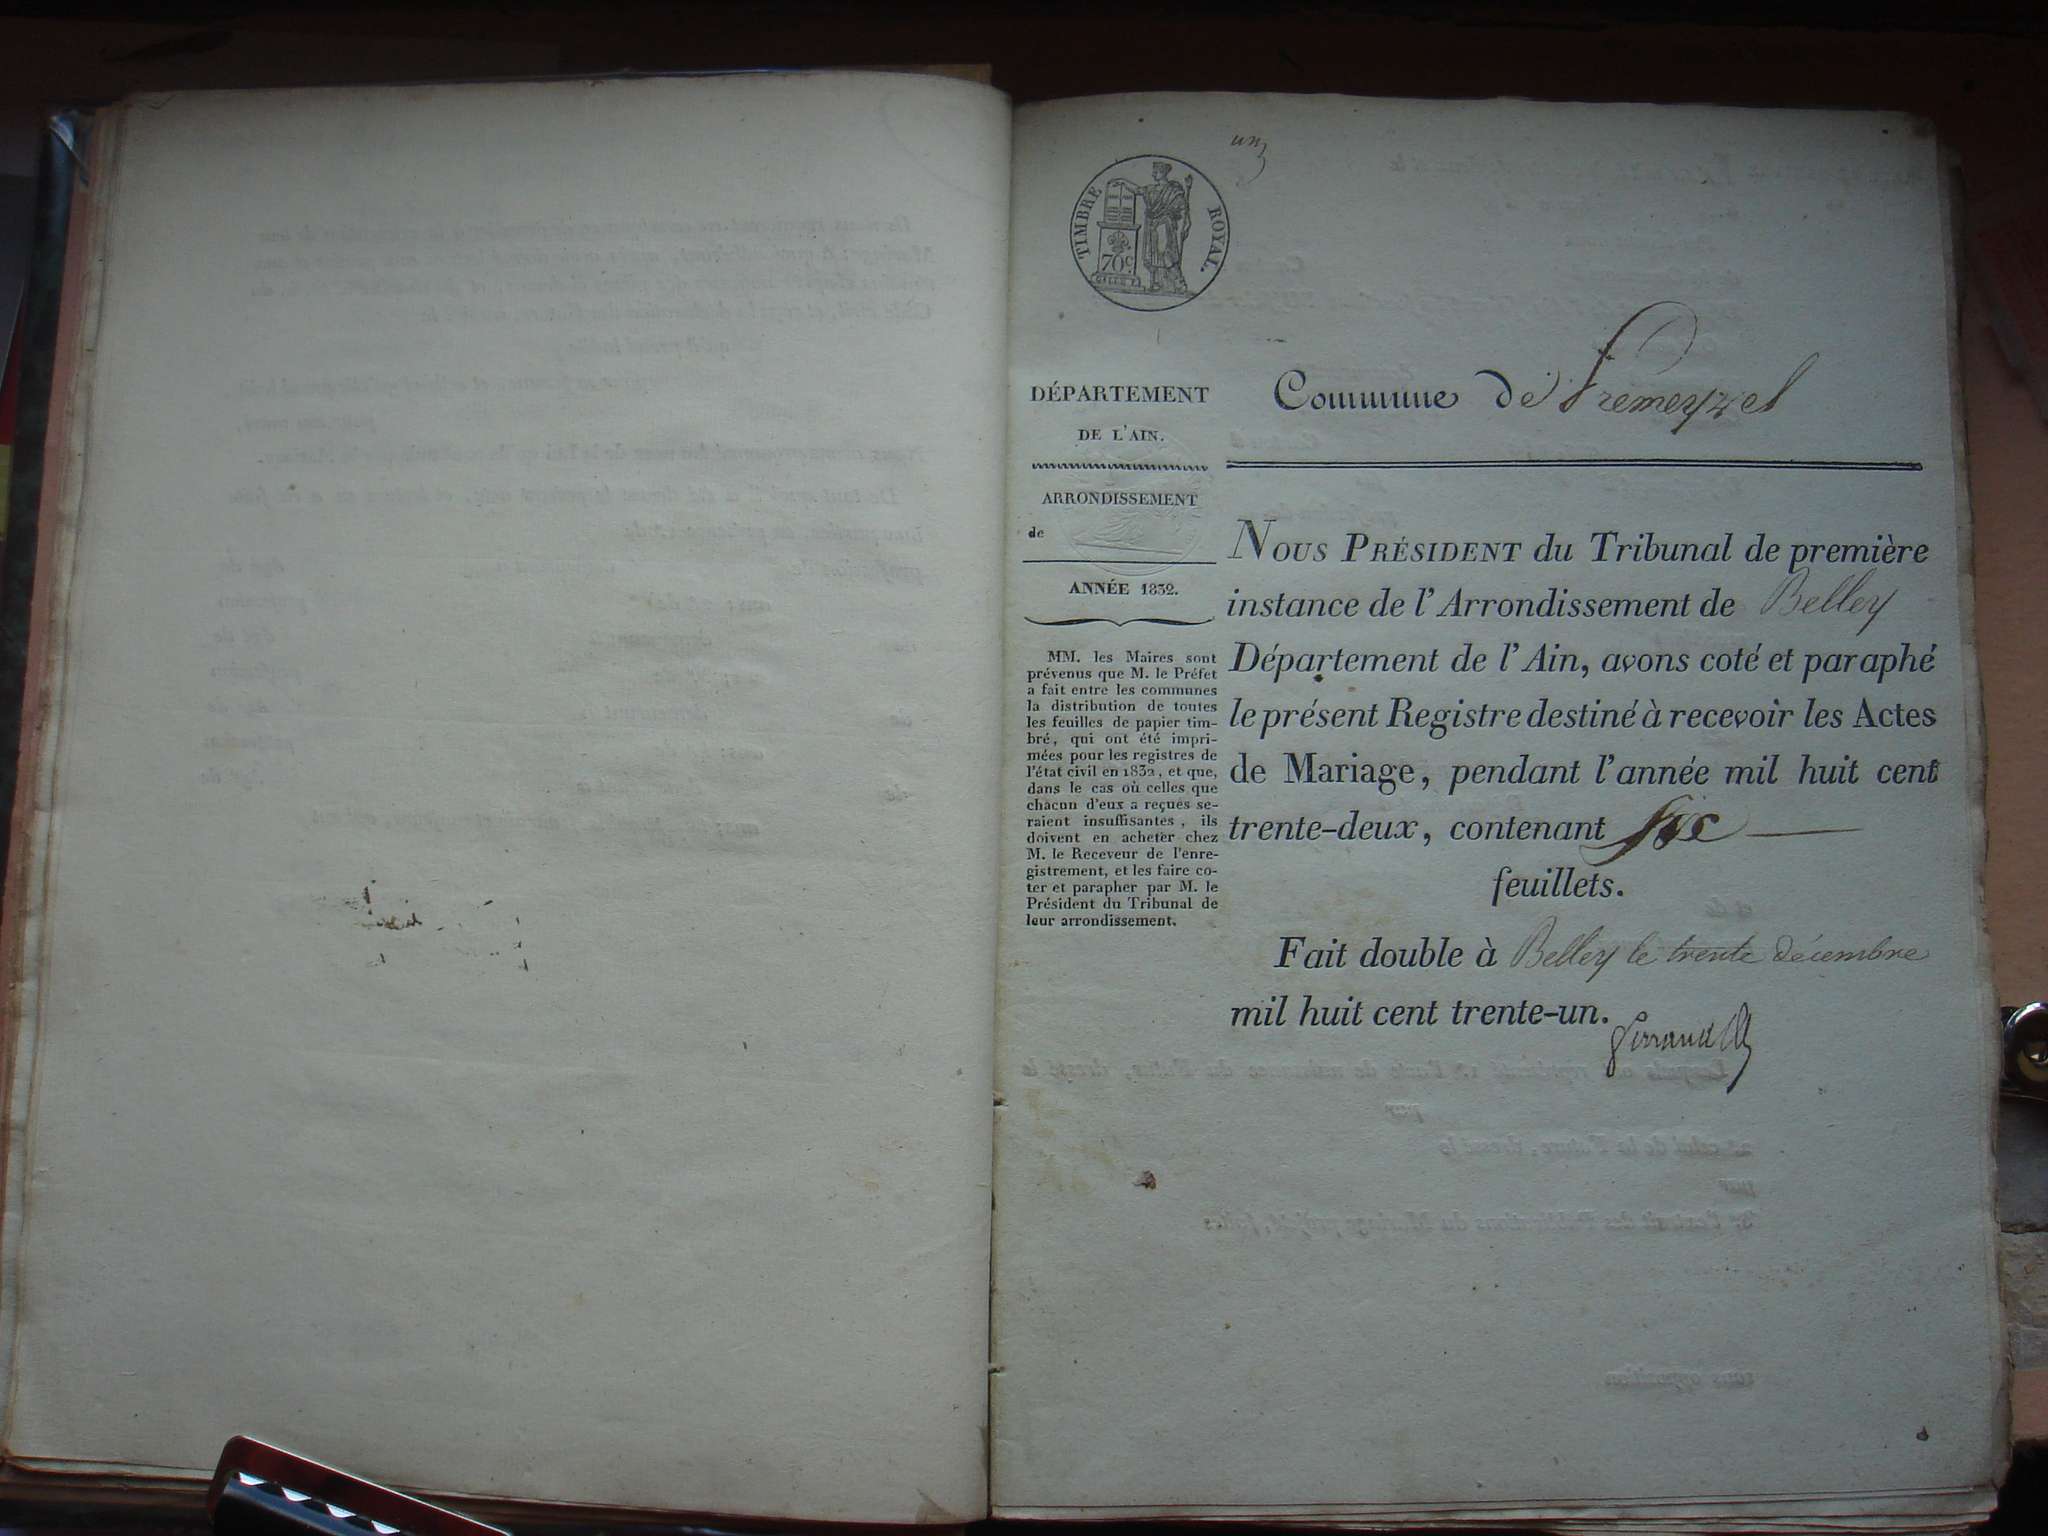 un
TIMBRE ROYAL.
70c.
DÉPARTEMENT
DE L'AIN.
ARRONDISSEMENT
de
ANNÉE 1832.
MM. les Maires sont
prévenus que M. le Préfet
a fait entre les communes
la distribution de toutes
les feuilles de papier tim-
bré, qui ont été impri-
mées pour les registres de
l'état civil en 1832, et que,
dans le cas où celles que
chacun d'eux a reçues se-
raient insuffisantes, ils
doivent en acheter chez
M. le Receveur de l'enre-
gistrement, et les faire co-
ter et parapher par M. le
Président du Tribunal de
leur arrondissement.
Commune de Premeyzel
NOUS PRÉSIDENT du Tribunal de première
instance de l'Arrondissement de Belley
Département de l'Ain, avons coté et paraphé
le présent Registre destiné à recevoir les Actes
de Mariage, pendant l'année mil huit cent
trente-deux, contenant six
feuillets.
Fait double à Belley le trente décembre
mil huit cent trente-un.